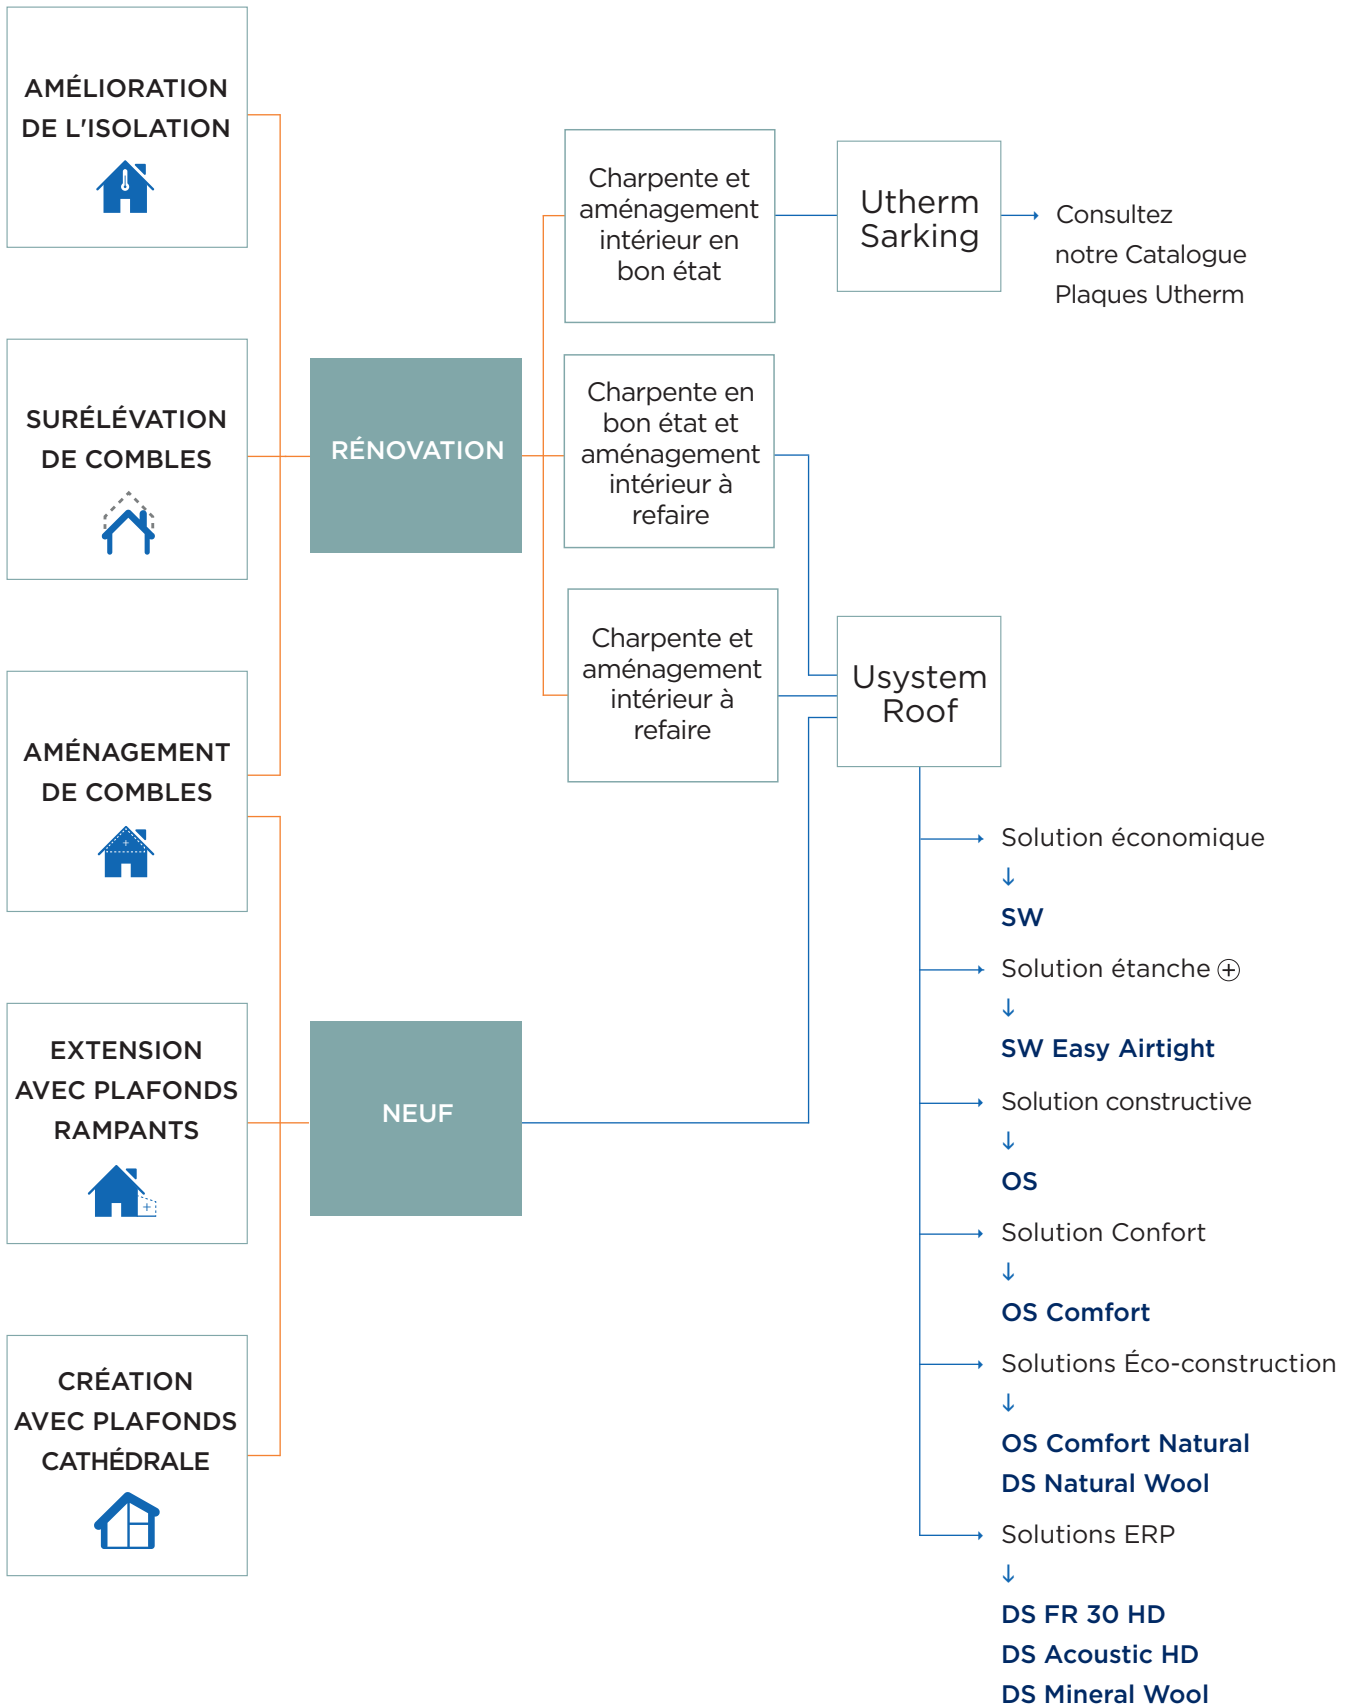 AMÉLIORATION
DE L'ISOLATION
SURÉLÉVATION
DE COMBLES
AMÉNAGEMENT
DE COMBLES
EXTENSION
AVEC PLAFONDS
RAMPANTS
CRÉATION
AVEC PLAFONDS
CATHÉDRALE
RÉNOVATION
NEUF
Charpente et
aménagement
intérieur en
bon état
Charpente en
bon état et
aménagement
intérieur à
refaire
Charpente et
aménagement
intérieur à
refaire
Utherm
Sarking
Consultez
notre Catalogue
Plaques Utherm
Usystem
Roof
Solution économique
↓
SW
Solution étanche ⊕
↓
SW Easy Airtight
Solution constructive
↓
OS
Solution Confort
↓
OS Comfort
Solutions Éco-construction
↓
OS Comfort Natural
DS Natural Wool
Solutions ERP
↓
DS FR 30 HD
DS Acoustic HD
DS Mineral Wool